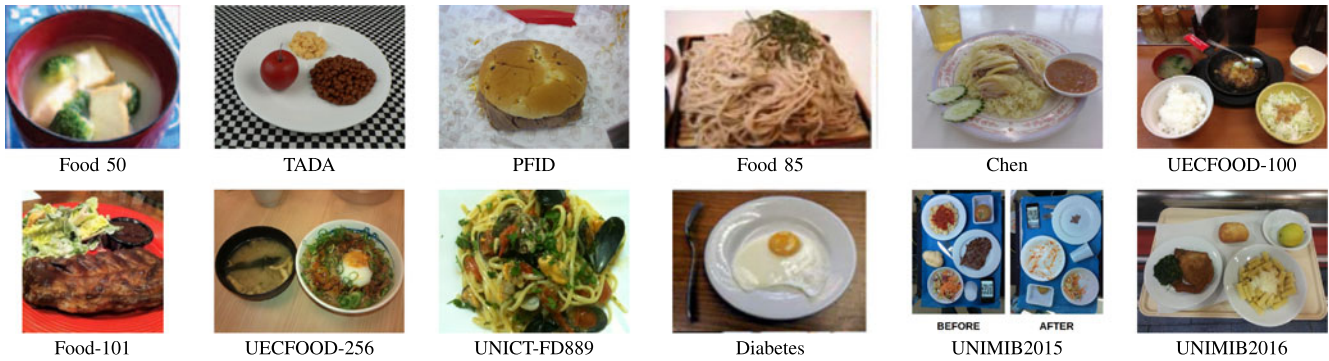 Food 50
TADA
PFID
Food 85
Chen
UECFOOD-100
Food-101
UECFOOD-256
UNICT-FD889
Diabetes
BEFORE
AFTER
UNIMIB2015
UNIMIB2016